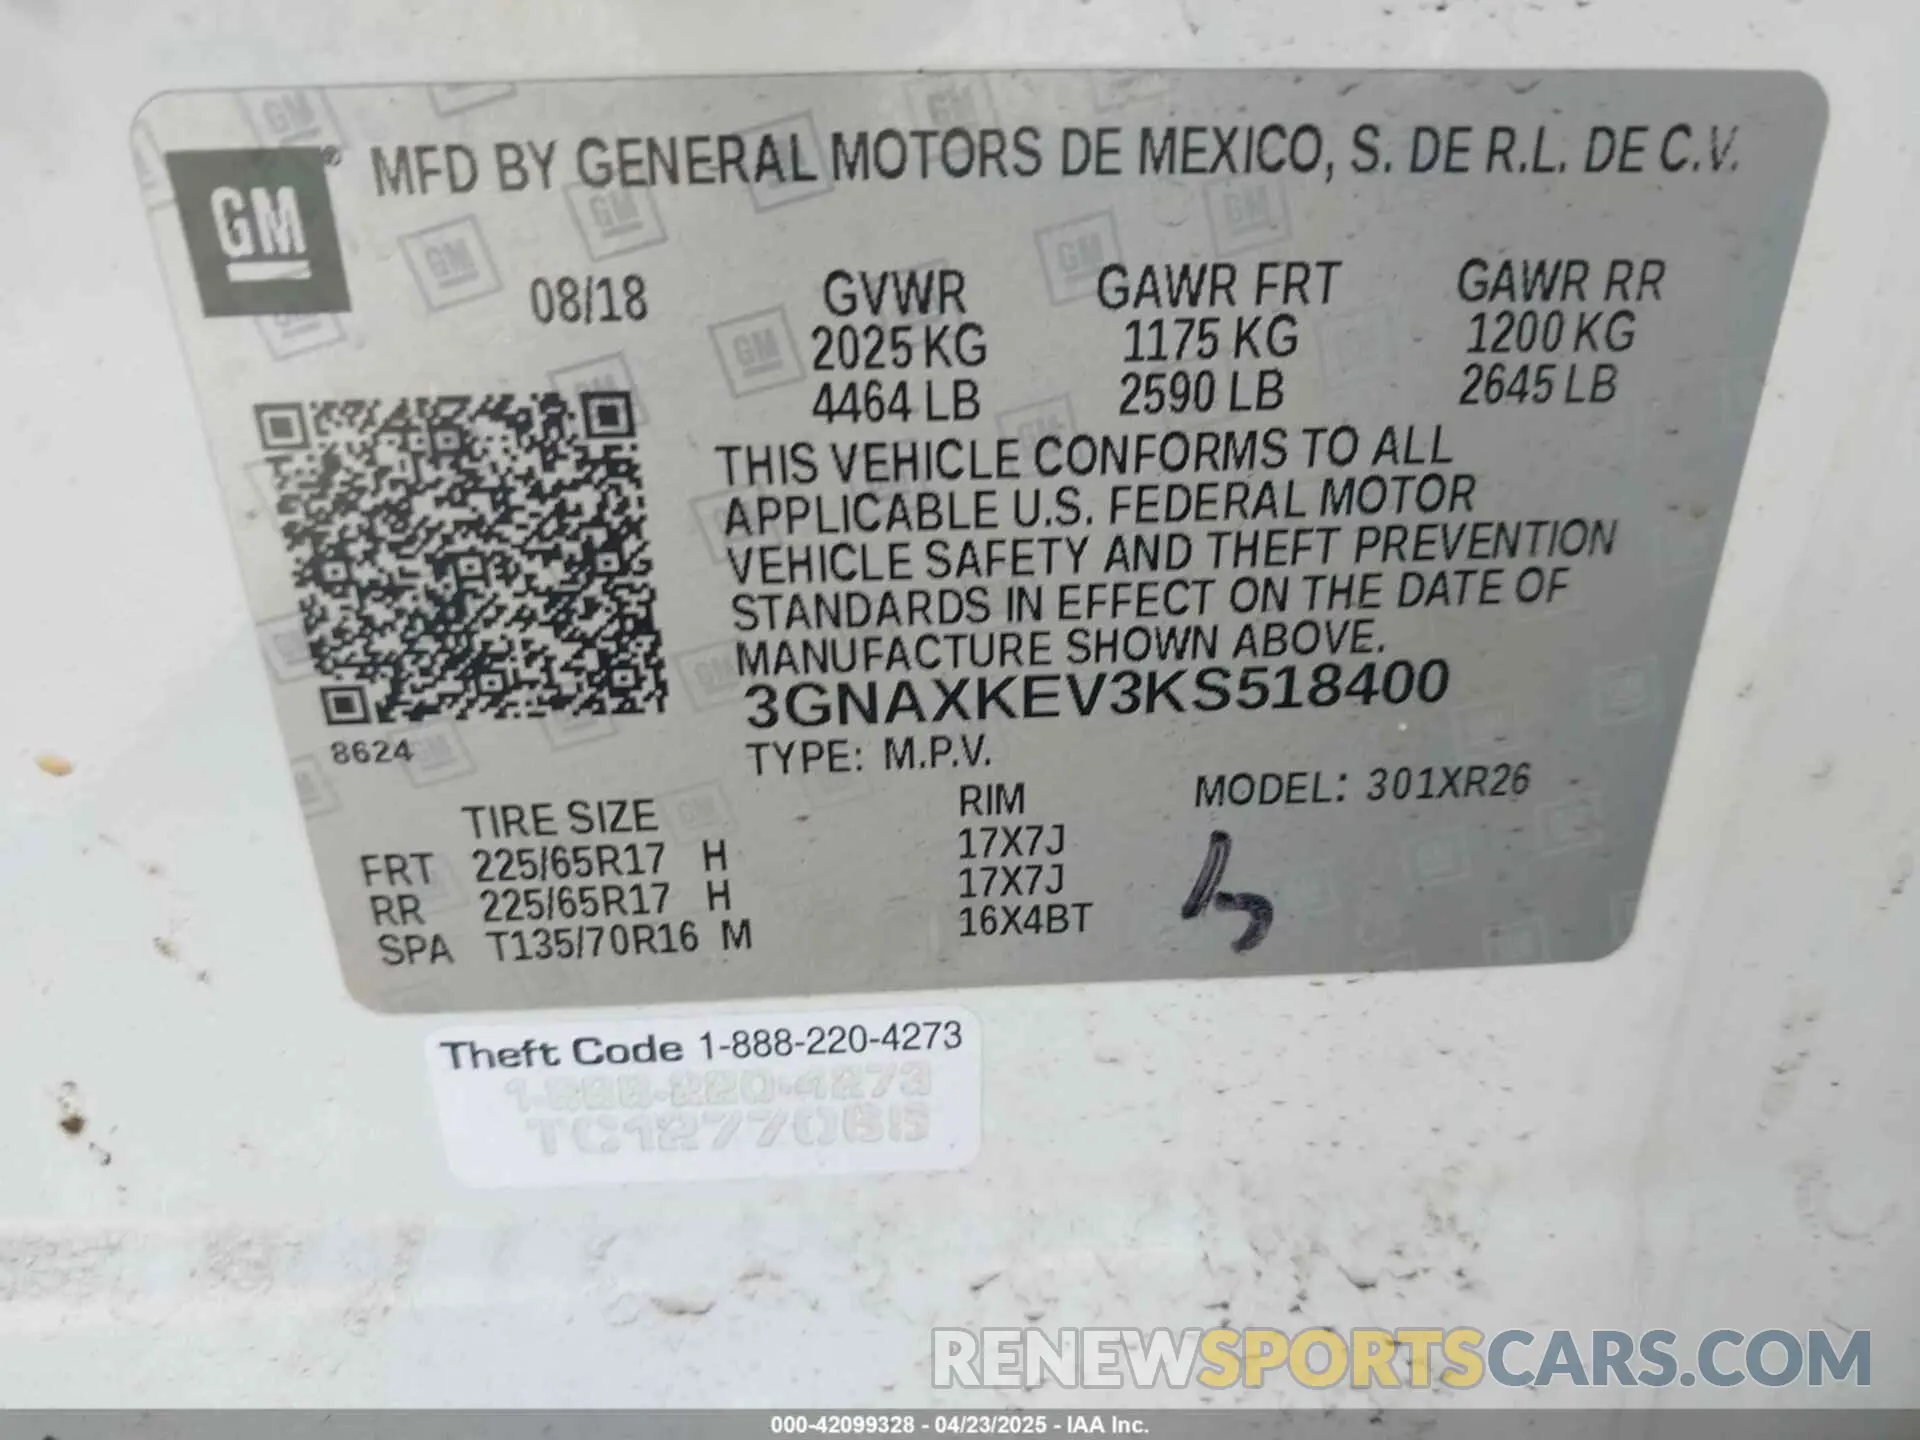 GM ® MFD BY GENERAL MOTORS DE MEXICO, S. DE R.L. DE C.V.
08/18 GVWR GAWR FRT GAWR RR
2025 KG 1175 KG 1200 KG
4464 LB 2590 LB 2645 LB
THIS VEHICLE CONFORMS TO ALL
APPLICABLE U.S. FEDERAL MOTOR
VEHICLE SAFETY AND THEFT PREVENTION
STANDARDS IN EFFECT ON THE DATE OF
MANUFACTURE SHOWN ABOVE.
3GNAXKEV3KS518400
8624
TYPE: M.P.V.
MODEL: 301XR26
TIRE SIZE RIM
FRT 225/65R17 H 17X7J
RR 225/65R17 H 17X7J
SPA T135/70R16 M 16X4BT
Theft Code 1-888-220-4273
1-888-220-4273
RENEWSPORTSCARS.COM
000-42099328 - 04/23/2025 - IAA Inc.